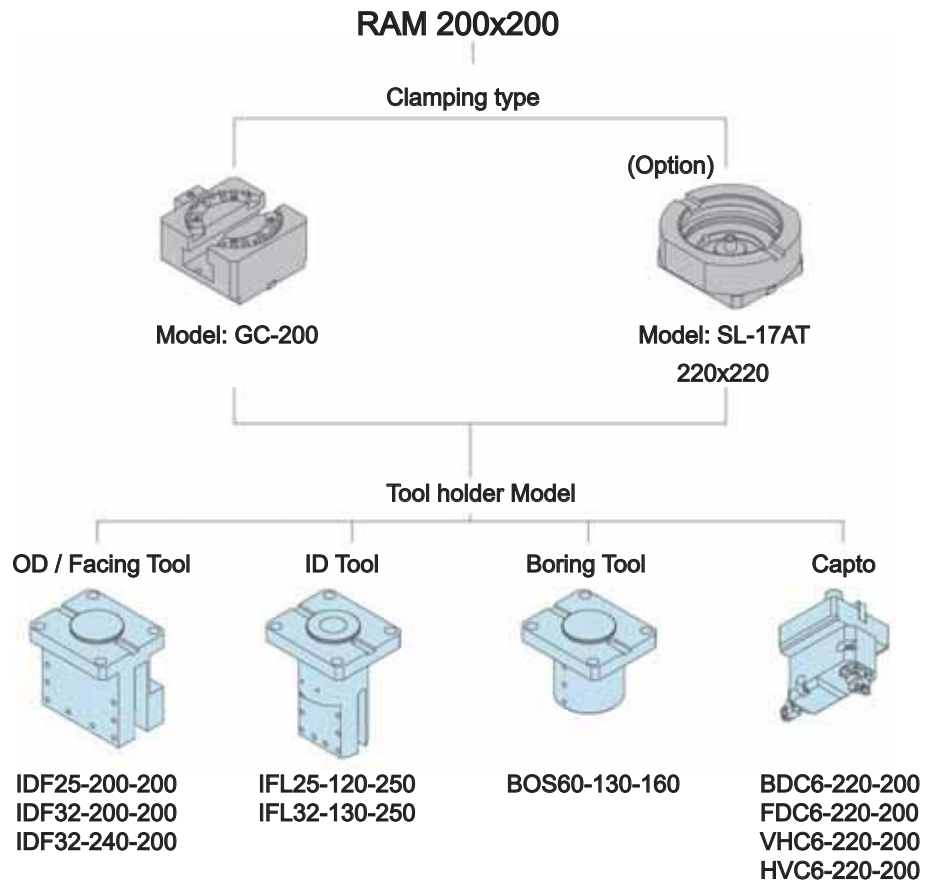 RAM 200x200
Clamping type
(Option)
Model: GC-200
Model: SL-17AT
220x220
Tool holder Model
OD / Facing Tool
ID Tool
Boring Tool
Capto
IDF25-200-200
IDF32-200-200
IDF32-240-200
IFL25-120-250
IFL32-130-250
BOS60-130-160
BDC6-220-200
FDC6-220-200
VHC6-220-200
HVC6-220-200